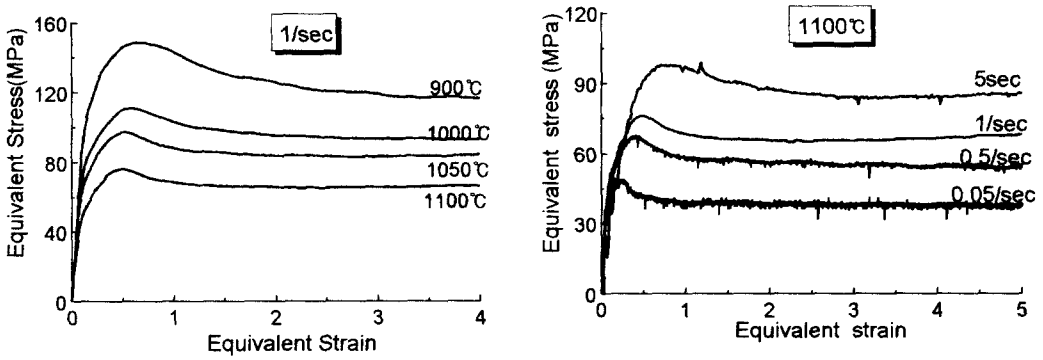 160
120
80
40
0
Equivalent Stress(MPa)
1/sec
900℃
1000℃
1050℃
1100℃
0 1 2 3 4
Equivalent Strain
120
90
60
30
0
Equivalent stress (MPa)
1100℃
5sec
1/sec
0.5/sec
0.05/sec
0 1 2 3 4 5
Equivalent strain